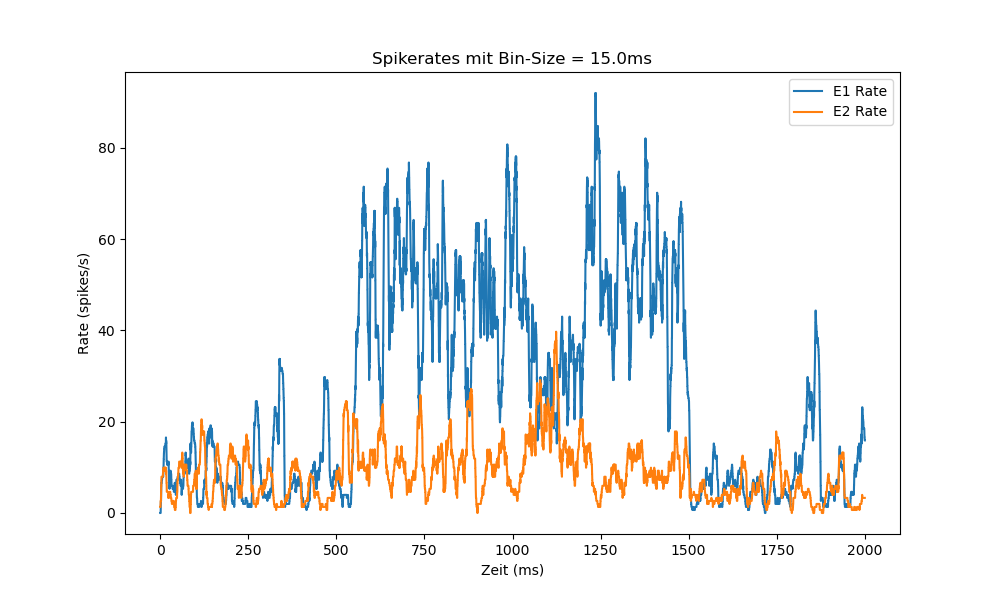 Spikerates mit Bin-Size = 15.0ms
E1 Rate
E2 Rate
80
60
40
20
0
Rate (spikes/s)
0 250 500 750 1000 1250 1500 1750 2000
Zeit (ms)